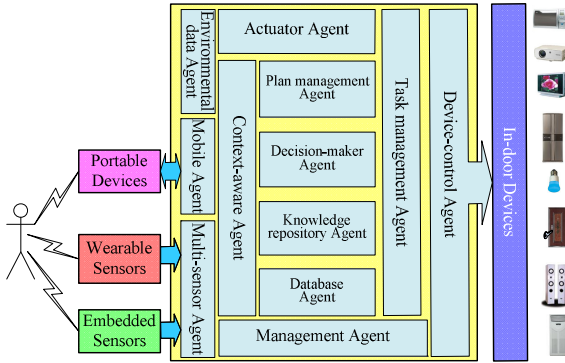 Portable
Devices
Wearable
Sensors
Embedded
Sensors
Environmental
data Agent
Mobile Agent
Multi-sensor Agent
Actuator Agent
Context-aware Agent
Plan management
Agent
Decision-maker
Agent
Knowledge
repository Agent
Database
Agent
Management Agent
Task management Agent
Device-control Agent
In-door Devices